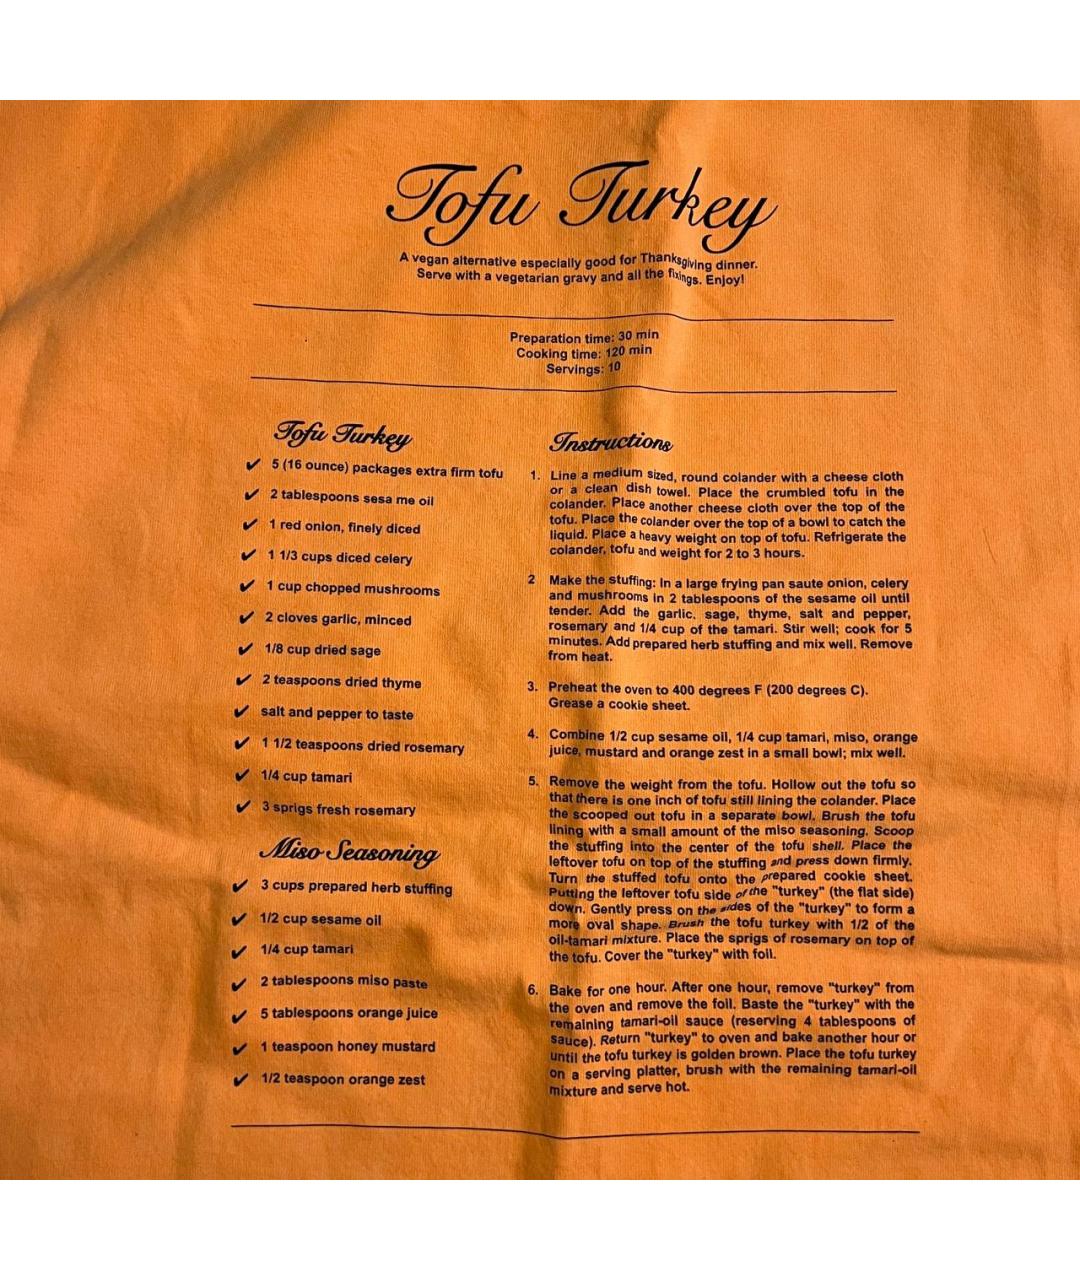 Tofu Turkey
A vegan alternative especially good for Thanksgiving dinner.
Serve with a vegetarian gravy and all the fixings. Enjoy!
Preparation time: 30 min
Cooking time: 120 min
Servings: 10
Tofu Turkey
✔ 5 (16 ounce) packages extra firm tofu
✔ 2 tablespoons sesa me oil
✔ 1 red onion, finely diced
✔ 1 1/3 cups diced celery
✔ 1 cup chopped mushrooms
✔ 2 cloves garlic, minced
✔ 1/8 cup dried sage
✔ 2 teaspoons dried thyme
✔ salt and pepper to taste
✔ 1 1/2 teaspoons dried rosemary
✔ 1/4 cup tamari
✔ 3 sprigs fresh rosemary
Miso Seasoning
✔ 3 cups prepared herb stuffing
✔ 1/2 cup sesame oil
✔ 1/4 cup tamari
✔ 2 tablespoons miso paste
✔ 5 tablespoons orange juice
✔ 1 teaspoon honey mustard
✔ 1/2 teaspoon orange zest
Instructions
1. Line a medium sized, round colander with a cheese cloth
or a clean dish towel. Place the crumbled tofu in the
colander. Place another cheese cloth over the top of the
tofu. Place the colander over the top of a bowl to catch the
liquid. Place a heavy weight on top of tofu. Refrigerate the
colander, tofu and weight for 2 to 3 hours.
2 Make the stuffing: In a large frying pan saute onion, celery
and mushrooms in 2 tablespoons of the sesame oil until
tender. Add the garlic, sage, thyme, salt and pepper,
rosemary and 1/4 cup of the tamari. Stir well; cook for 5
minutes. Add prepared herb stuffing and mix well. Remove
from heat.
3. Preheat the oven to 400 degrees F (200 degrees C).
Grease a cookie sheet.
4. Combine 1/2 cup sesame oil, 1/4 cup tamari, miso, orange
juice, mustard and orange zest in a small bowl; mix well.
5. Remove the weight from the tofu. Hollow out the tofu so
that there is one inch of tofu still lining the colander. Place
the scooped out tofu in a separate bowl. Brush the tofu
lining with a small amount of the miso seasoning. Scoop
the stuffing into the center of the tofu shell. Place the
leftover tofu on top of the stuffing and press down firmly.
Turn the stuffed tofu onto the prepared cookie sheet.
Putting the leftover tofu side of the "turkey" (the flat side)
down. Gently press on the sides of the "turkey" to form a
more oval shape. Brush the tofu turkey with 1/2 of the
oil-tamari mixture. Place the sprigs of rosemary on top of
the tofu. Cover the "turkey" with foil.
6. Bake for one hour. After one hour, remove "turkey" from
the oven and remove the foil. Baste the "turkey" with the
remaining tamari-oil sauce (reserving 4 tablespoons of
sauce). Return "turkey" to oven and bake another hour or
until the tofu turkey is golden brown. Place the tofu turkey
on a serving platter, brush with the remaining tamari-oil
mixture and serve hot.